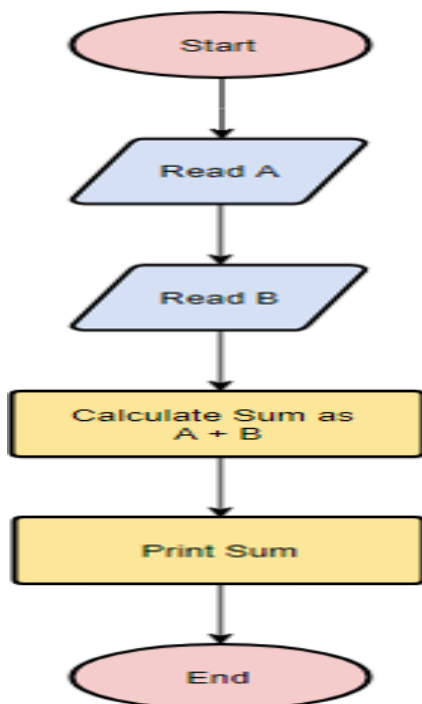 Start
Read A
Read B
Calculate Sum as
A + B
Print Sum
End